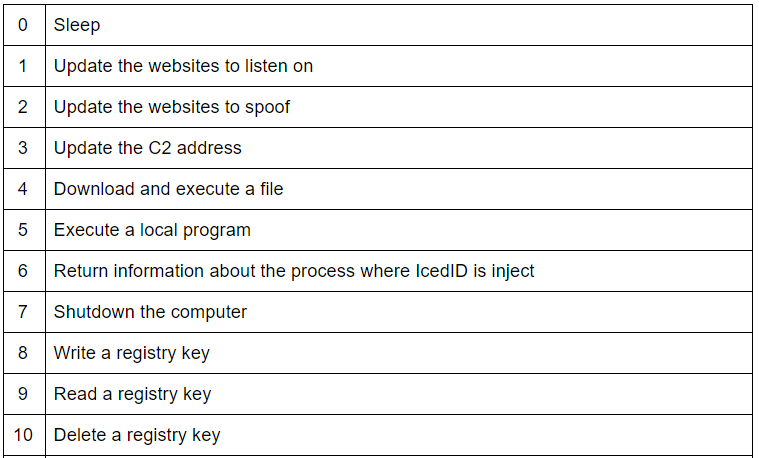 0 Sleep
1 Update the websites to listen on
2 Update the websites to spoof
3 Update the C2 address
4 Download and execute a file
5 Execute a local program
6 Return information about the process where IcedID is inject
7 Shutdown the computer
8 Write a registry key
9 Read a registry key
10 Delete a registry key